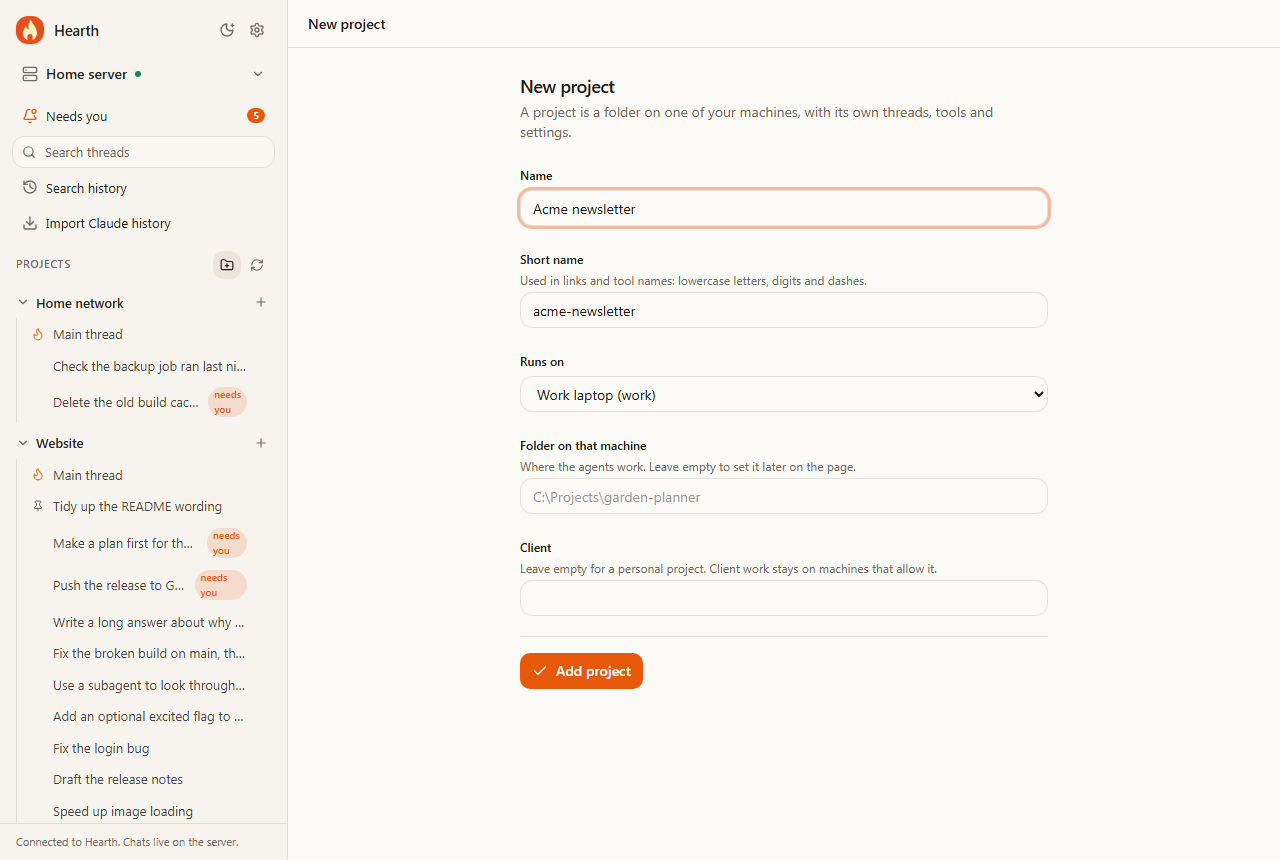 Hearth
Home server
Needs you
5
Search threads
Search history
Import Claude history
PROJECTS
Home network
Main thread
Check the backup job ran last ni...
Delete the old build cac...
needs
you
Website
Main thread
Tidy up the README wording
Make a plan first for th...
needs
you
Push the release to G...
needs
you
Write a long answer about why ...
Fix the broken build on main, th...
Use a subagent to look through...
Add an optional excited flag to ...
Fix the login bug
Draft the release notes
Speed up image loading
Connected to Hearth. Chats live on the server.
New project
New project
A project is a folder on one of your machines, with its own threads, tools and
settings.
Name
Acme newsletter
Short name
Used in links and tool names: lowercase letters, digits and dashes.
acme-newsletter
Runs on
Work laptop (work)
Folder on that machine
Where the agents work. Leave empty to set it later on the page.
C:\Projects\garden-planner
Client
Leave empty for a personal project. Client work stays on machines that allow it.
Add project